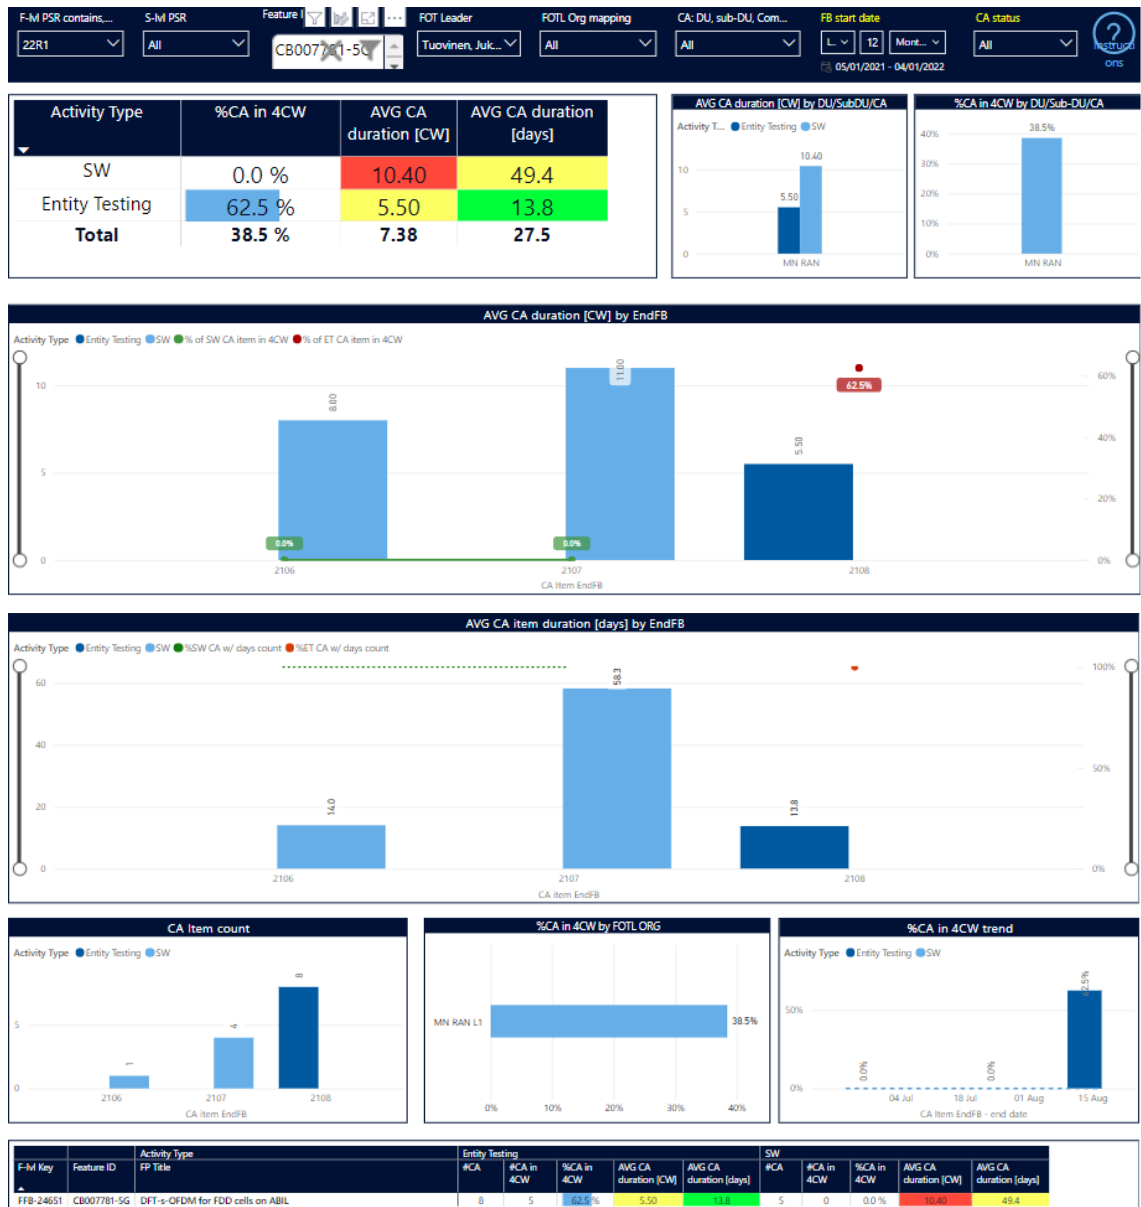 F-M PSR contains,... S-M PSR Feature I FOT Leader FOTL Org mapping CA: DU, sub-DU, Com... FB start date CA status
22R1 All CB007781-5G Tuovinen, Juk... All All L... 12 Mont... All
05/01/2021 - 04/01/2022
Instructi
ons
Activity Type %CA in 4CW AVG CA duration [CW] AVG CA duration [days]
SW 0.0 % 10.40 49.4
Entity Testing 62.5 % 5.50 13.8
Total 38.5 % 7.38 27.5
AVG CA duration [CW] by DU/SubDU/CA
Activity T... Entity Testing SW
10.40
10
5.50
5
0
MN RAN
%CA in 4CW by DU/Sub-DU/CA
38.5%
40%
30%
20%
10%
0%
MN RAN
AVG CA duration [CW] by EndFB
Activity Type Entity Testing SW % of SW CA item in 4CW % of ET CA item in 4CW
11.00
60%
10
62.5%
8.00
40%
5.50
5
20%
0.0% 0.0%
0 0%
2106 2107 2108
CA Item EndFB
AVG CA item duration [days] by EndFB
Activity Type Entity Testing SW %SW CA w/ days count %ET CA w/ days count
100%
58.3
60
40
50%
20
14.0 13.8
0 0%
2106 2107 2108
CA item EndFB
CA Item count
Activity Type Entity Testing SW
8
5
4
1
0
2106 2107 2108
CA item EndFB
%CA in 4CW by FOTL ORG
MN RAN L1 38.5%
0% 10% 20% 30% 40%
%CA in 4CW trend
Activity Type Entity Testing SW
62.5%
50%
0.0% 0.0%
0%
04 Jul 18 Jul 01 Aug 15 Aug
CA Item EndFB - end date
Activity Type Entity Testing SW
F-M Key Feature ID FP Title #CA #CA in 4CW %CA in 4CW AVG CA duration [CW] AVG CA duration [days] #CA #CA in 4CW %CA in 4CW AVG CA duration [CW] AVG CA duration [days]
FFB-24651 CB007781-5G DFT-s-OFDM for FDD cells on ABIL 8 5 62.5 % 5.50 13.8 5 0 0.0 % 10.40 49.4